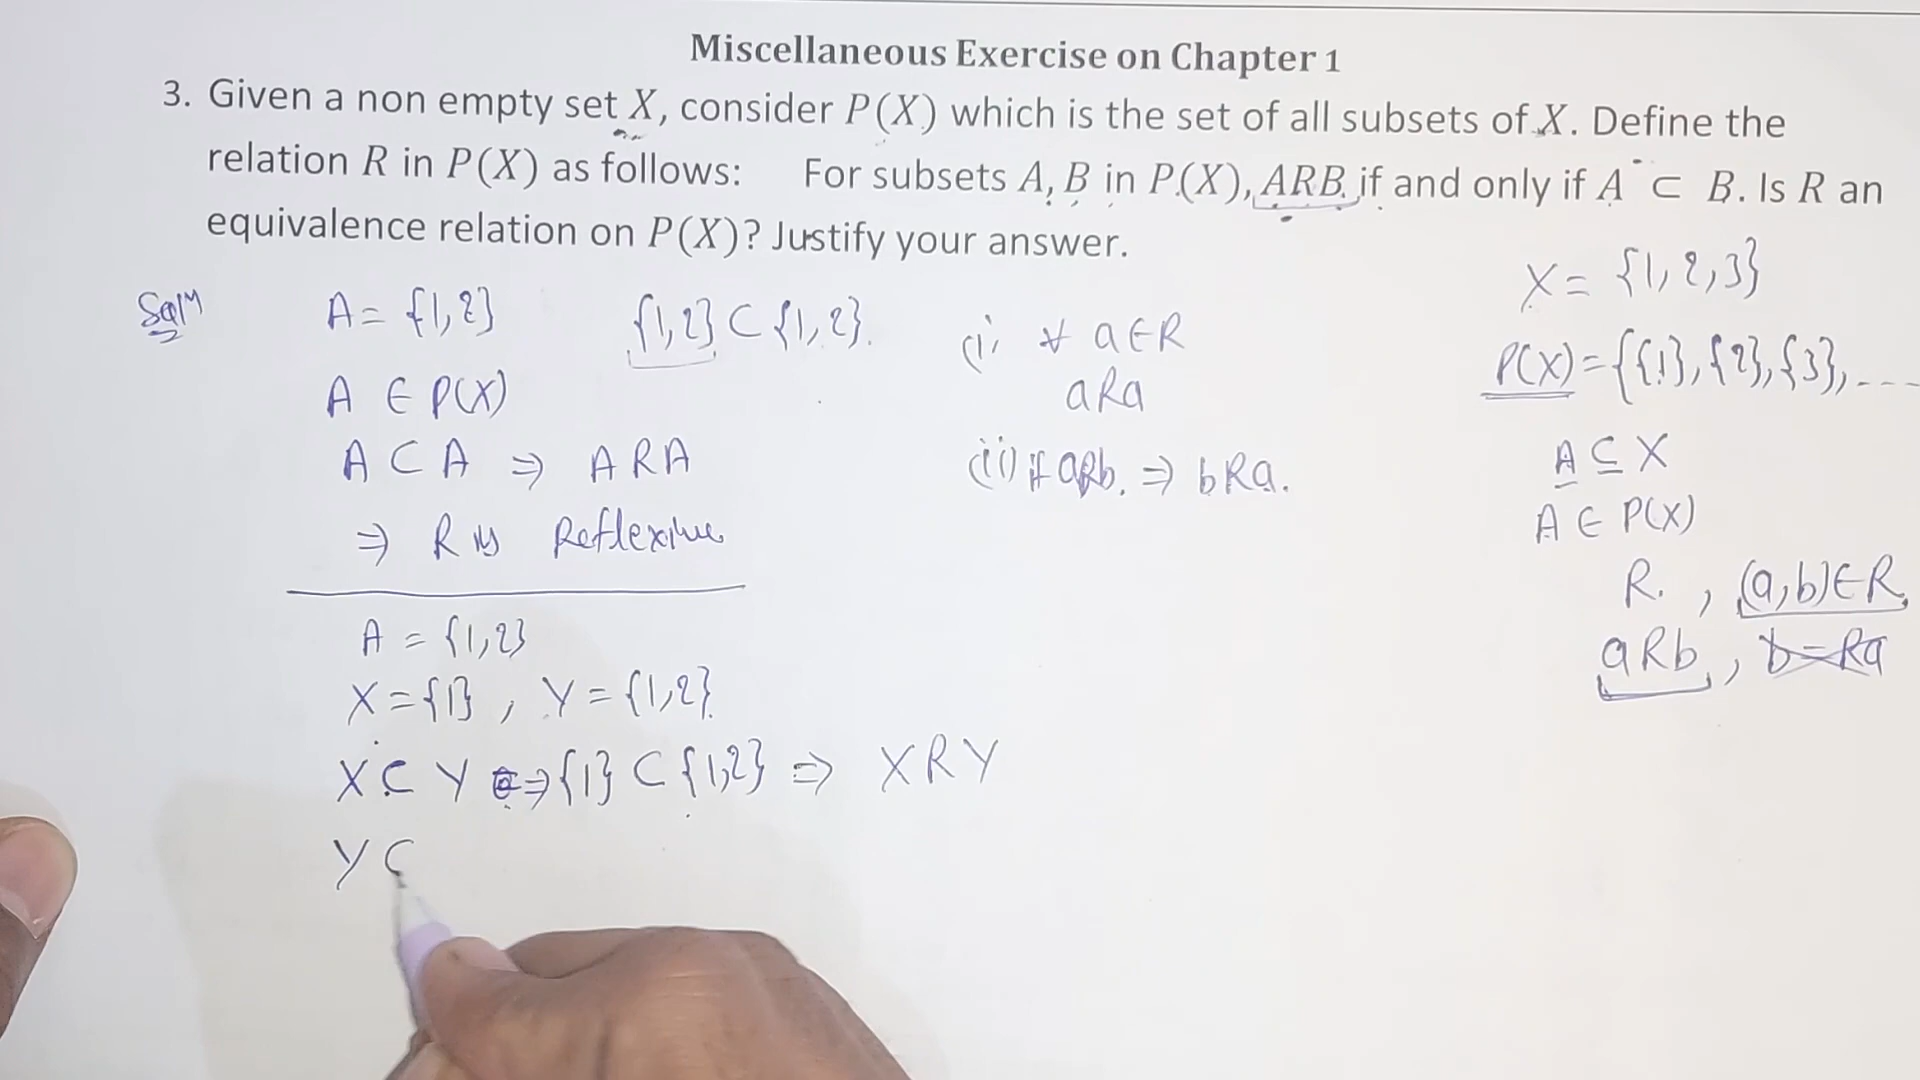 Miscellaneous Exercise on Chapter 1
3. Given a non empty set X, consider P(X) which is the set of all subsets of X. Define the
relation R in P(X) as follows: For subsets A, B in P(X), ARB if and only if A ⊂ B. Is R an
equivalence relation on P(X)? Justify your answer.
Solⁿ
A = {1,2}
{1,2} ⊂ {1,2}.
A ∈ P(X)
A ⊂ A ⇒ ARA
⇒ R is Reflexive
A = {1,2}
X = {1}, Y = {1,2}.
X ⊂ Y ⇒ {1} ⊂ {1,2} ⇒ XRY
Y ⊂
(i) ∀ a ∈ R
aRa
(ii) if aRb. ⇒ bRa.
X = {1,2,3}
P(X) = {{1},{2},{3},----
A ⊆ X
A ∈ P(X)
R. , (a,b) ∈ R,
aRb, b=Ra